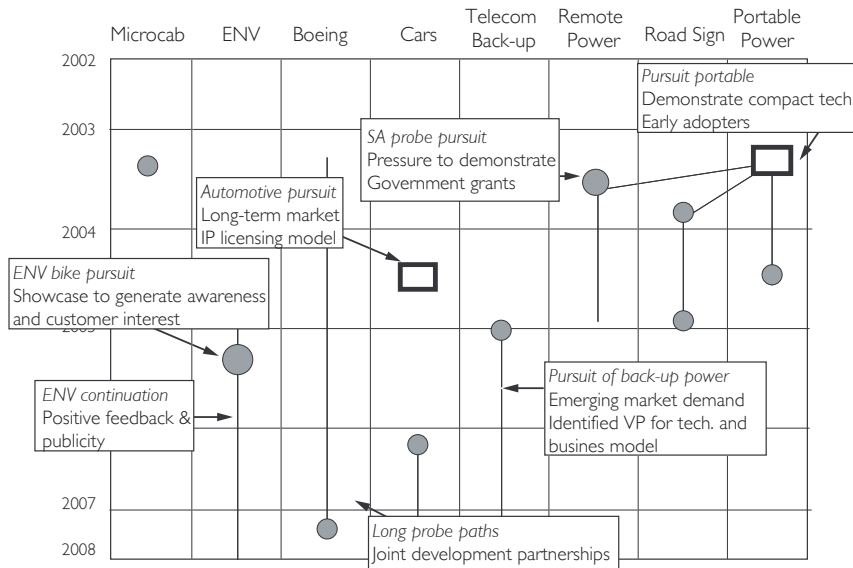 Microcab
ENV
Boeing
Cars
Telecom
Back-up
Remote
Power
Road Sign
Portable
Power
2002
Pursuit portable
Demonstrate compact tech.
Early adopters
2003
SA probe pursuit
Pressure to demonstrate
Government grants
Automotive pursuit
Long-term market
IP licensing model
2004
ENV bike pursuit
Showcase to generate awareness
and customer interest
ENV continuation
Positive feedback &
publicity
Pursuit of back-up power
Emerging market demand
Identified VP for tech. and
busines model
2007
Long probe paths
Joint development partnerships
2008